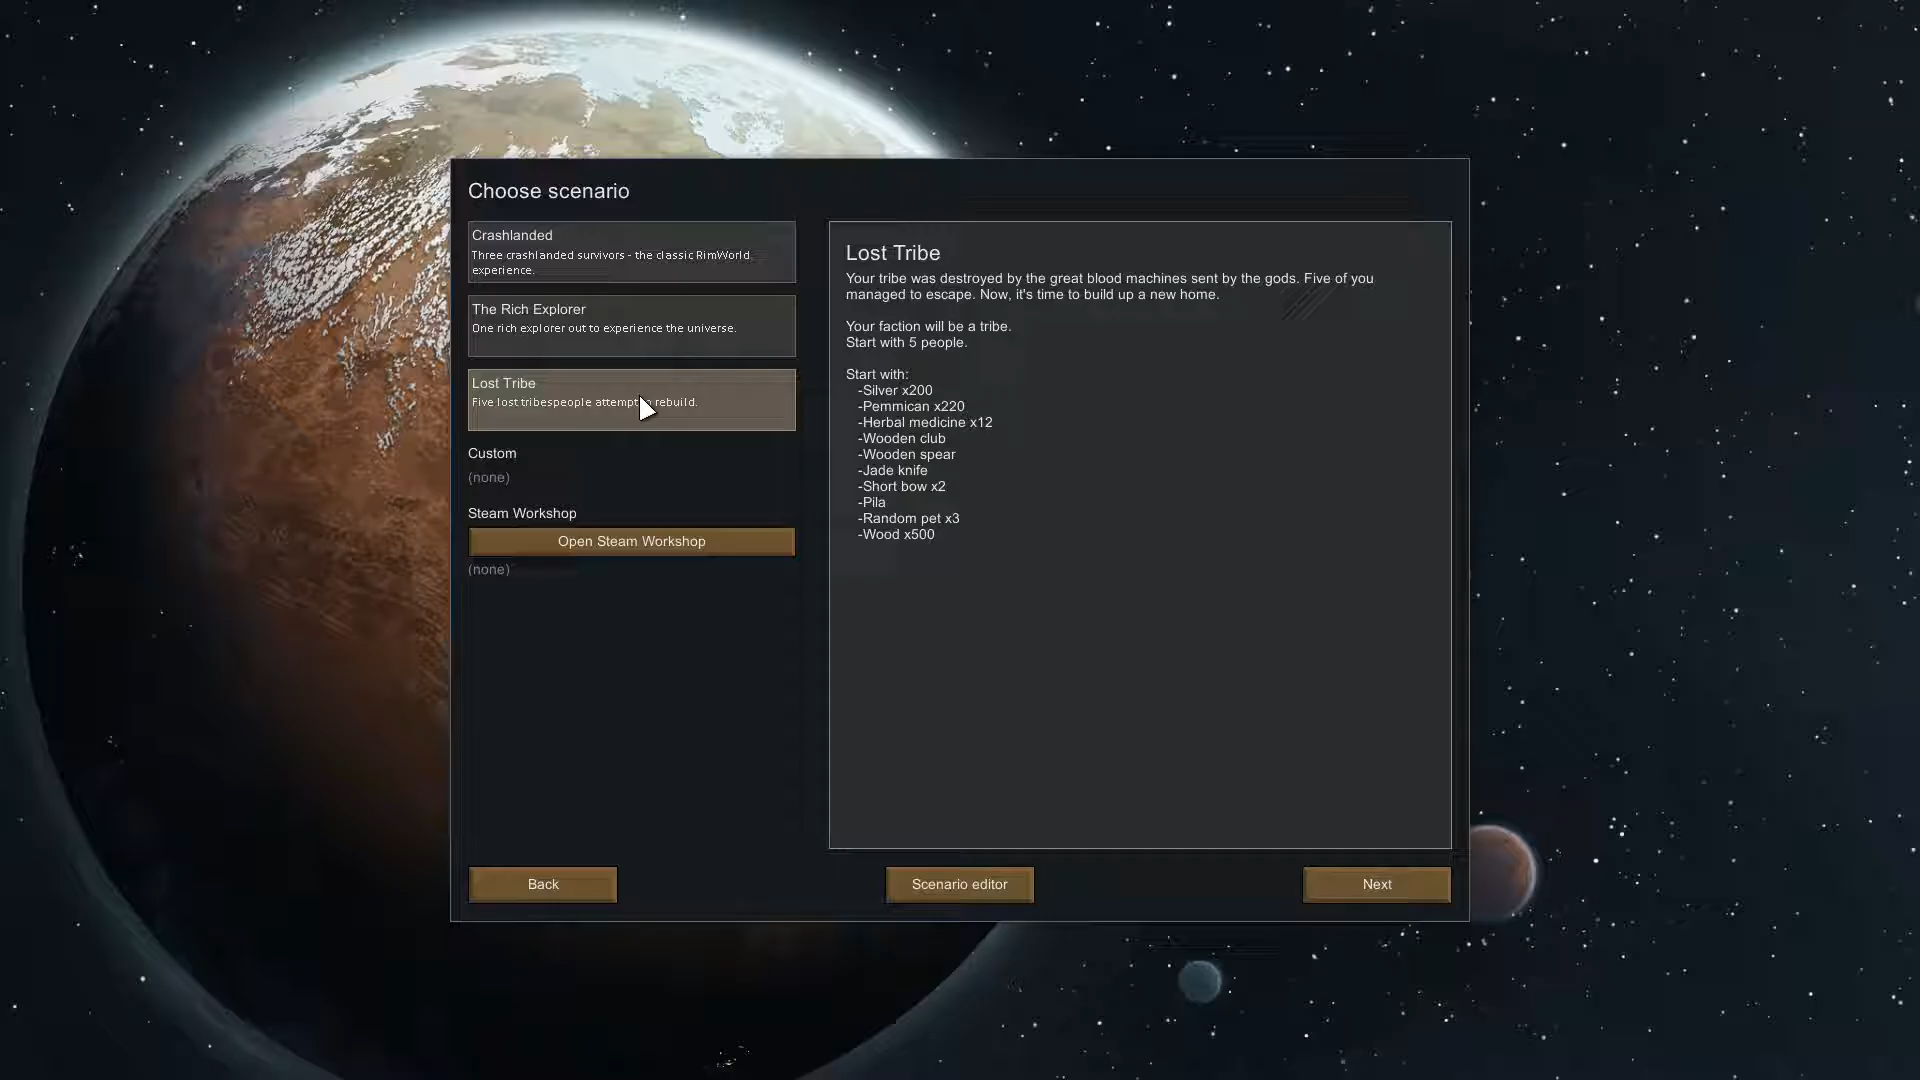 Choose scenario
Crashlanded
Three crashlanded survivors - the classic RimWorld
experience.
The Rich Explorer
One rich explorer out to experience the universe.
Lost Tribe
Five lost tribespeople attempt rebuild.
Custom
(none)
Steam Workshop
Open Steam Workshop
(none)
Lost Tribe
Your tribe was destroyed by the great blood machines sent by the gods. Five of you
managed to escape. Now, it's time to build up a new home.
Your faction will be a tribe.
Start with 5 people.
Start with:
-Silver x200
-Pemmican x220
-Herbal medicine x12
-Wooden club
-Wooden spear
-Jade knife
-Short bow x2
-Pila
-Random pet x3
-Wood x500
Back
Scenario editor
Next